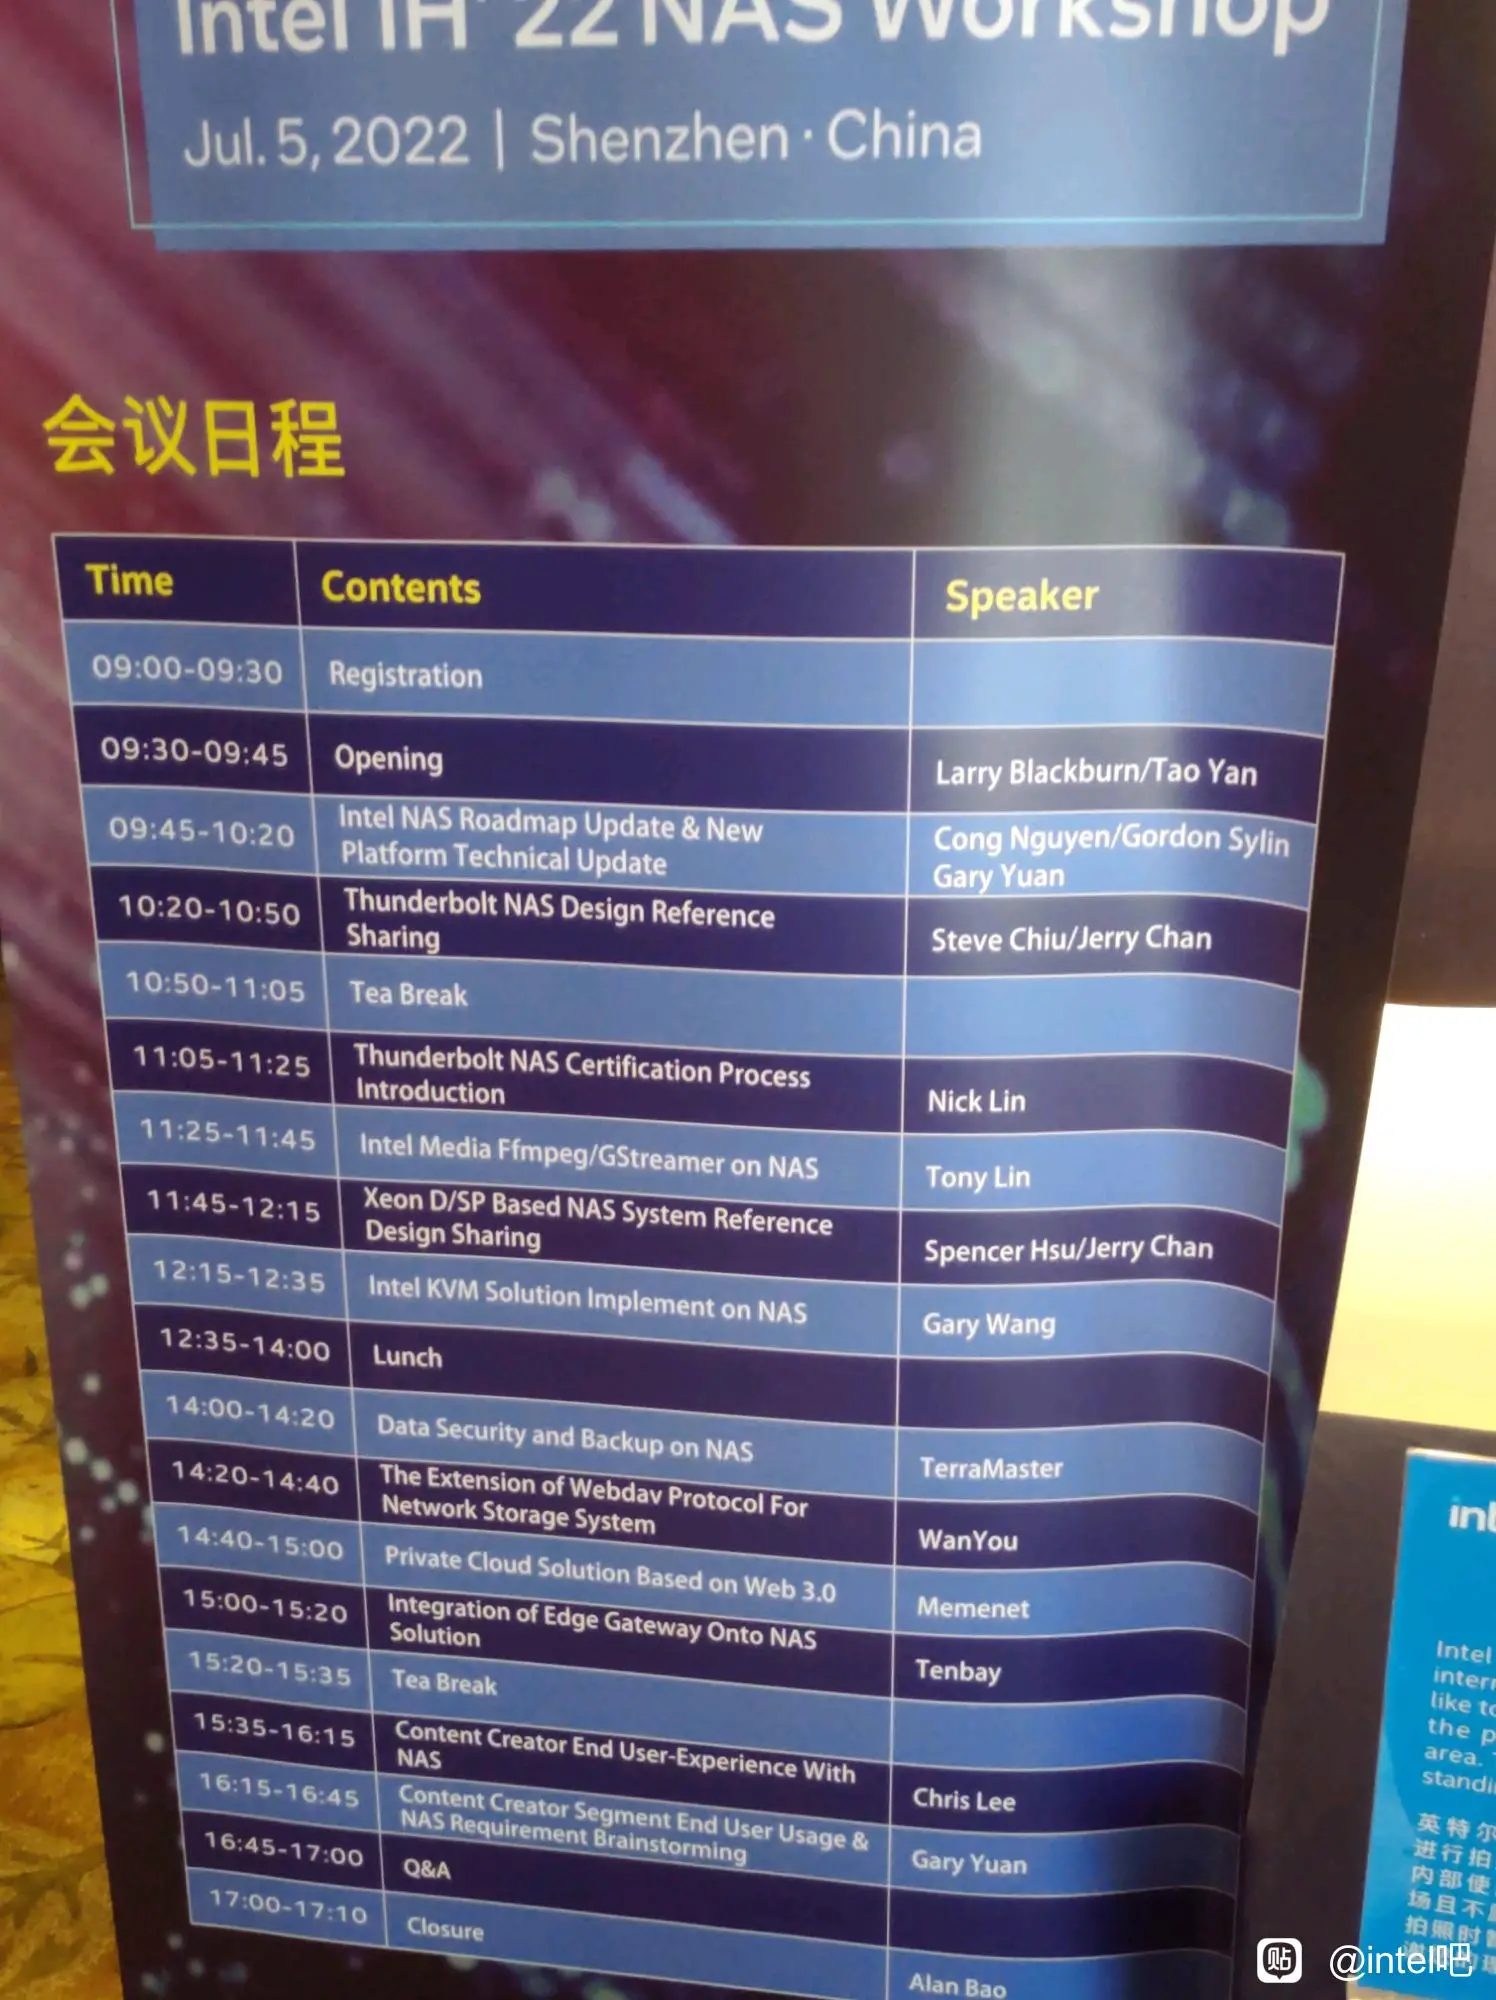 Intel IH' 22 NAS Workshop
Jul. 5, 2022 | Shenzhen · China
会议日程
Time Contents Speaker
09:00-09:30 Registration
09:30-09:45 Opening Larry Blackburn/Tao Yan
09:45-10:20 Intel NAS Roadmap Update & New
Platform Technical Update
Cong Nguyen/Gordon Sylin
Gary Yuan
10:20-10:50 Thunderbolt NAS Design Reference
Sharing
Steve Chiu/Jerry Chan
10:50-11:05 Tea Break
11:05-11:25 Thunderbolt NAS Certification Process
Introduction
Nick Lin
11:25-11:45 Intel Media Ffmpeg/GStreamer on NAS Tony Lin
11:45-12:15 Xeon D/SP Based NAS System Reference
Design Sharing
Spencer Hsu/Jerry Chan
12:15-12:35 Intel KVM Solution Implement on NAS Gary Wang
12:35-14:00 Lunch
14:00-14:20 Data Security and Backup on NAS TerraMaster
14:20-14:40 The Extension of Webdav Protocol For
Network Storage System
WanYou
14:40-15:00 Private Cloud Solution Based on Web 3.0 Memenet
15:00-15:20 Integration of Edge Gateway Onto NAS
Solution
Tenbay
15:20-15:35 Tea Break
15:35-16:15 Content Creator End User-Experience With
NAS
Chris Lee
16:15-16:45 Content Creator Segment End User Usage &
NAS Requirement Brainstorming
Gary Yuan
16:45-17:00 Q&A
17:00-17:10 Closure Alan Bao
Intel
like
the
area.
英特尔
进行拍
内部使
场且不
拍照时
贴 @intel吧